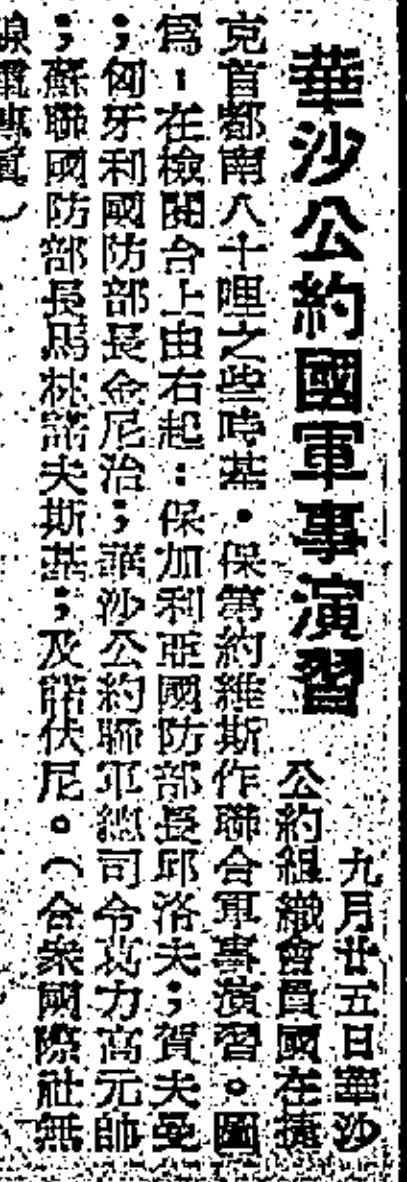 華沙公約國軍事演習
九月廿五日華沙
公約組織會員國在捷
克首都南八十哩之些時基・保第約維斯作聯合軍事演習。圖
爲:在檢閱台上由右起:保加利亞國防部長邱洛夫;賀夫曼
;匈牙利國防部長金尼治;華沙公約聯軍總司令萬力高元帥
;蘇聯國防部長馬林諾夫斯基;及諾伏尼。(合衆國際社無
線電傳真)